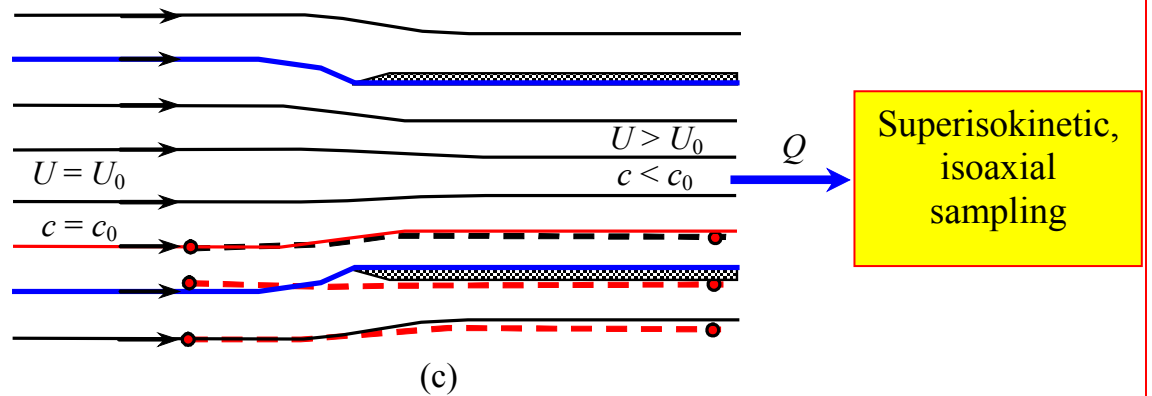 U = U₀
c = c₀
U > U₀
c < c₀
Q
Superisokinetic,
isoaxial
sampling
(c)